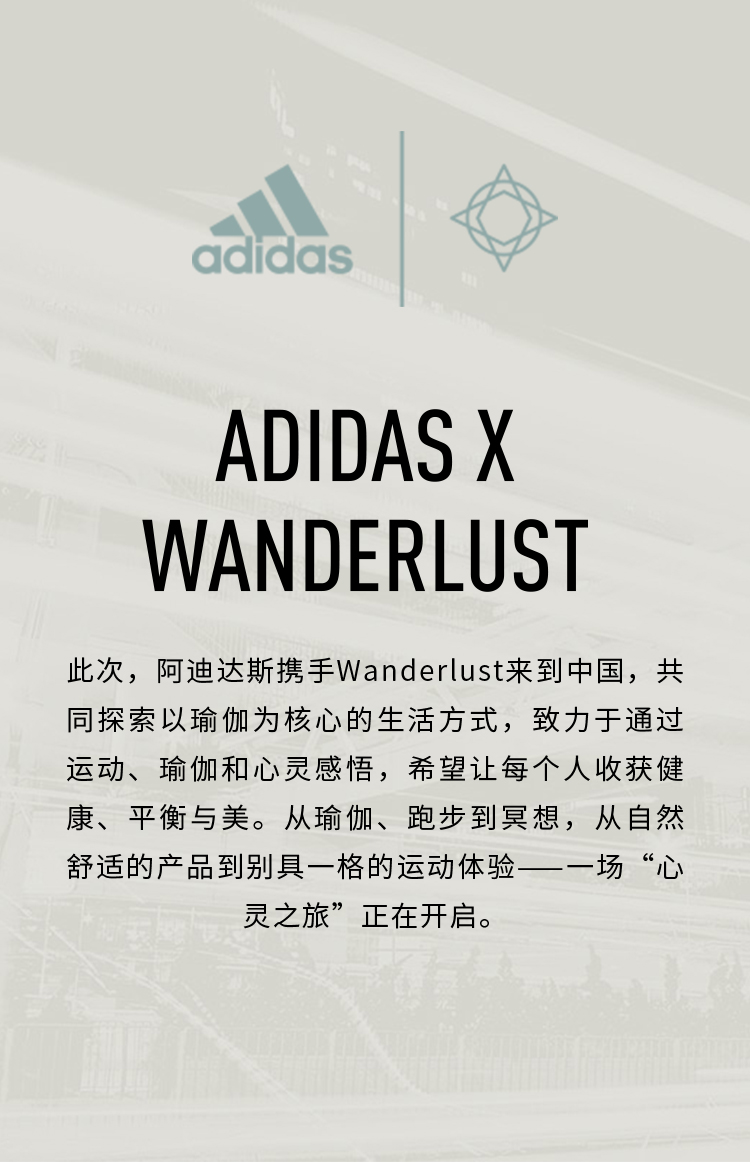 adidas
ADIDAS X
WANDERLUST
此次，阿迪达斯携手Wanderlust来到中国，共
同探索以瑜伽为核心的生活方式，致力于通过
运动、瑜伽和心灵感悟，希望让每个人收获健
康、平衡与美。从瑜伽、跑步到冥想，从自然
舒适的产品到别具一格的运动体验——一场“心
灵之旅”正在开启。